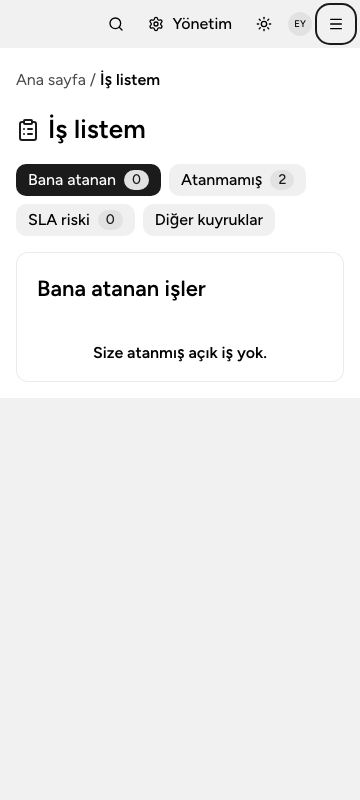 Yönetim
EY
Ana sayfa / İş listem
İş listem
Bana atanan 0
Atanmamış 2
SLA riski 0
Diğer kuyruklar
Bana atanan işler
Size atanmış açık iş yok.